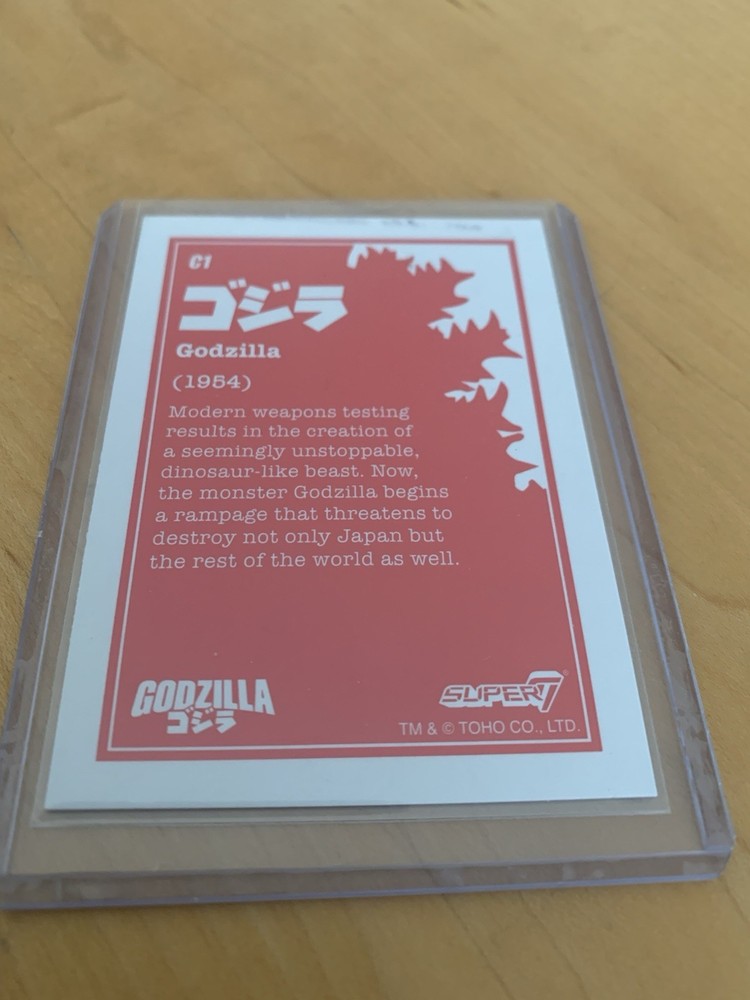 C1
ゴジラ
Godzilla
(1954)
Modern weapons testing
results in the creation of
a seemingly unstoppable,
dinosaur-like beast. Now,
the monster Godzilla begins
a rampage that threatens to
destroy not only Japan but
the rest of the world as well.
GODZILLA
ゴジラ
SUPER7®
TM & © TOHO CO., LTD.